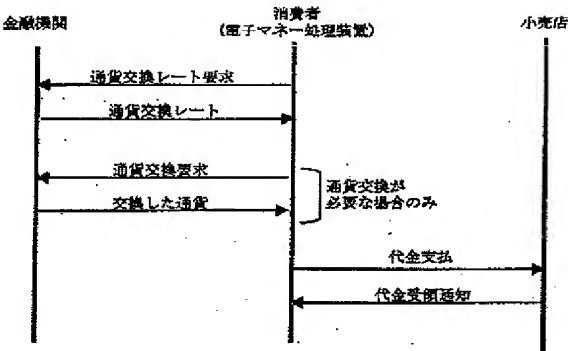 金融機関
消費者
(電子マネー処理装置)
小売店
通貨交換レート要求
通貨交換レート
通貨交換要求
交換した通貨
通貨交換が
必要な場合のみ
代金支払
代金受領通知